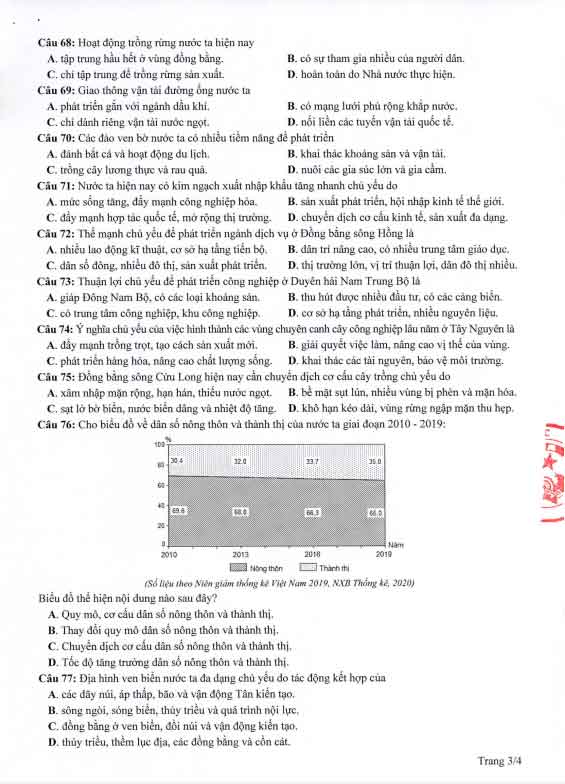 Câu 68: Hoạt động trồng rừng nước ta hiện nay
A. tập trung hầu hết ở vùng đồng bằng. B. có sự tham gia nhiều của người dân.
C. chỉ tập trung để trồng rừng sản xuất. D. hoàn toàn do Nhà nước thực hiện.
Câu 69: Giao thông vận tải đường ống nước ta
A. phát triển gắn với ngành dầu khí. B. có mạng lưới phủ rộng khắp nước.
C. chỉ dành riêng vận tải nước ngọt. D. nối liền các tuyến vận tải quốc tế.
Câu 70: Các đảo ven bờ nước ta có nhiều tiềm năng để phát triển
A. đánh bắt cá và hoạt động du lịch. B. khai thác khoáng sản và vận tải.
C. trồng cây lương thực và rau quả. D. nuôi các gia súc lớn và gia cầm.
Câu 71: Nước ta hiện nay có kim ngạch xuất nhập khẩu tăng nhanh chủ yếu do
A. mức sống tăng, đẩy mạnh công nghiệp hóa. B. sản xuất phát triển, hội nhập kinh tế thế giới.
C. đẩy mạnh hợp tác quốc tế, mở rộng thị trường. D. chuyển dịch cơ cấu kinh tế, sản xuất đa dạng.
Câu 72: Thế mạnh chủ yếu để phát triển ngành dịch vụ ở Đồng bằng sông Hồng là
A. nhiều lao động kĩ thuật, cơ sở hạ tầng tiến bộ. B. dân trí nâng cao, có nhiều trung tâm giáo dục.
C. dân số đông, nhiều đô thị, sản xuất phát triển. D. thị trường lớn, vị trí thuận lợi, dân đô thị nhiều.
Câu 73: Thuận lợi chủ yếu để phát triển công nghiệp ở Duyên hải Nam Trung Bộ là
A. giáp Đông Nam Bộ, có các loại khoáng sản. B. thu hút được nhiều đầu tư, có các cảng biển.
C. có trung tâm công nghiệp, khu công nghiệp. D. cơ sở hạ tầng phát triển, nhiều nguyên liệu.
Câu 74: Ý nghĩa chủ yếu của việc hình thành các vùng chuyên canh cây công nghiệp lâu năm ở Tây Nguyên là
A. đẩy mạnh trồng trọt, tạo cách sản xuất mới. B. giải quyết việc làm, nâng cao vị thế của vùng.
C. phát triển hàng hóa, nâng cao chất lượng sống. D. khai thác các tài nguyên, bảo vệ môi trường.
Câu 75: Đồng bằng sông Cửu Long hiện nay cần chuyển dịch cơ cấu cây trồng chủ yếu do
A. xâm nhập mặn rộng, hạn hán, thiếu nước ngọt. B. bề mặt sụt lún, nhiều vùng bị phèn và mặn hóa.
C. sạt lở bờ biển, nước biển dâng và nhiệt độ tăng. D. khô hạn kéo dài, vùng rừng ngập mặn thu hẹp.
Câu 76: Cho biểu đồ về dân số nông thôn và thành thị của nước ta giai đoạn 2010 - 2019:
%
100
80
60
40
20
0
30.4 32.0 33.7 35.0
69.6 68.0 66.3 65.0
2010 2013 2016 2019
Năm
Nông thôn Thành thị
(Số liệu theo Niên giám thống kê Việt Nam 2019, NXB Thống kê, 2020)
Biểu đồ thể hiện nội dung nào sau đây?
A. Quy mô, cơ cấu dân số nông thôn và thành thị.
B. Thay đổi quy mô dân số nông thôn và thành thị.
C. Chuyển dịch cơ cấu dân số nông thôn và thành thị.
D. Tốc độ tăng trưởng dân số nông thôn và thành thị.
Câu 77: Địa hình ven biển nước ta đa dạng chủ yếu do tác động kết hợp của
A. các dãy núi, áp thấp, bão và vận động Tân kiến tạo.
B. sóng ngòi, sóng biển, thủy triều và quá trình nội lực.
C. đồng bằng ở ven biển, đồi núi và vận động kiến tạo.
D. thủy triều, thềm lục địa, các đồng bằng và cồn cát.
Trang 3/4